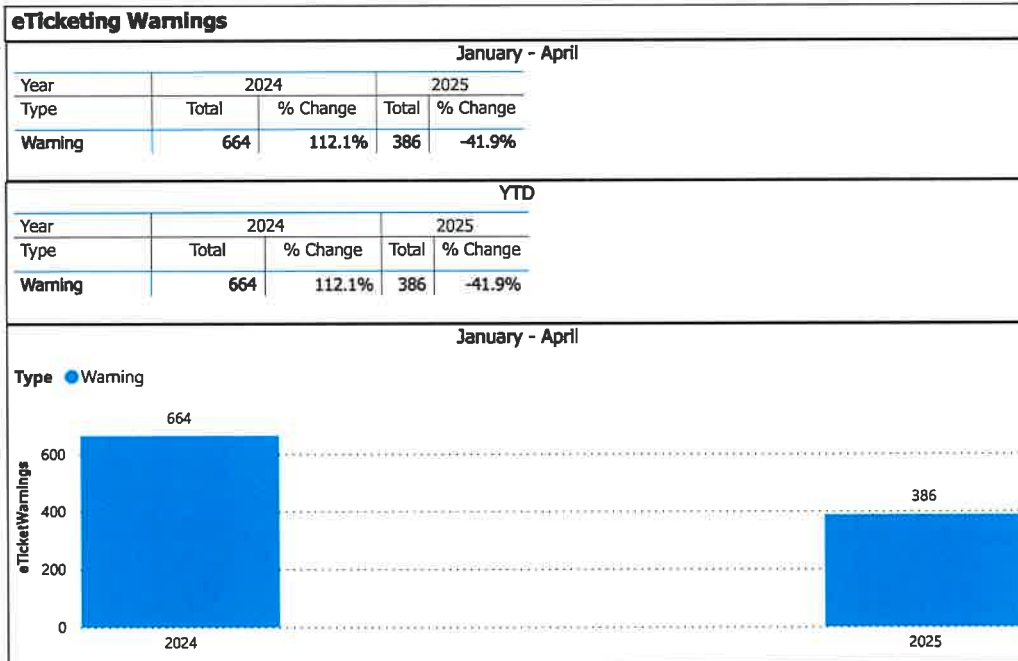 eTicketing Warnings
January - April
Year 2024 2025
Type Total % Change Total % Change
Warning 664 112.1% 386 -41.9%
YTD
Year 2024 2025
Type Total % Change Total % Change
Warning 664 112.1% 386 -41.9%
January - April
Type Warning
664
600
386
400
eTicketWarnings
200
0
2024 2025